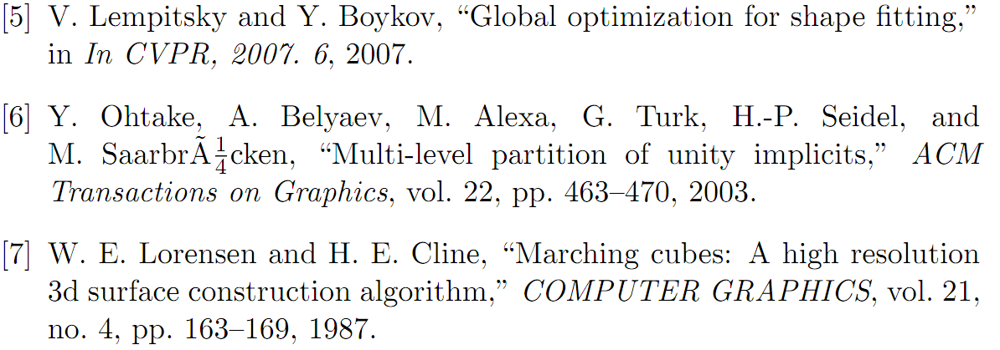 [5] V. Lempitsky and Y. Boykov, “Global optimization for shape fitting,”
in In CVPR, 2007. 6, 2007.
[6] Y. Ohtake, A. Belyaev, M. Alexa, G. Turk, H.-P. Seidel, and
M. SaarbrÃ¼cken, “Multi-level partition of unity implicits,” ACM
Transactions on Graphics, vol. 22, pp. 463–470, 2003.
[7] W. E. Lorensen and H. E. Cline, “Marching cubes: A high resolution
3d surface construction algorithm,” COMPUTER GRAPHICS, vol. 21,
no. 4, pp. 163–169, 1987.